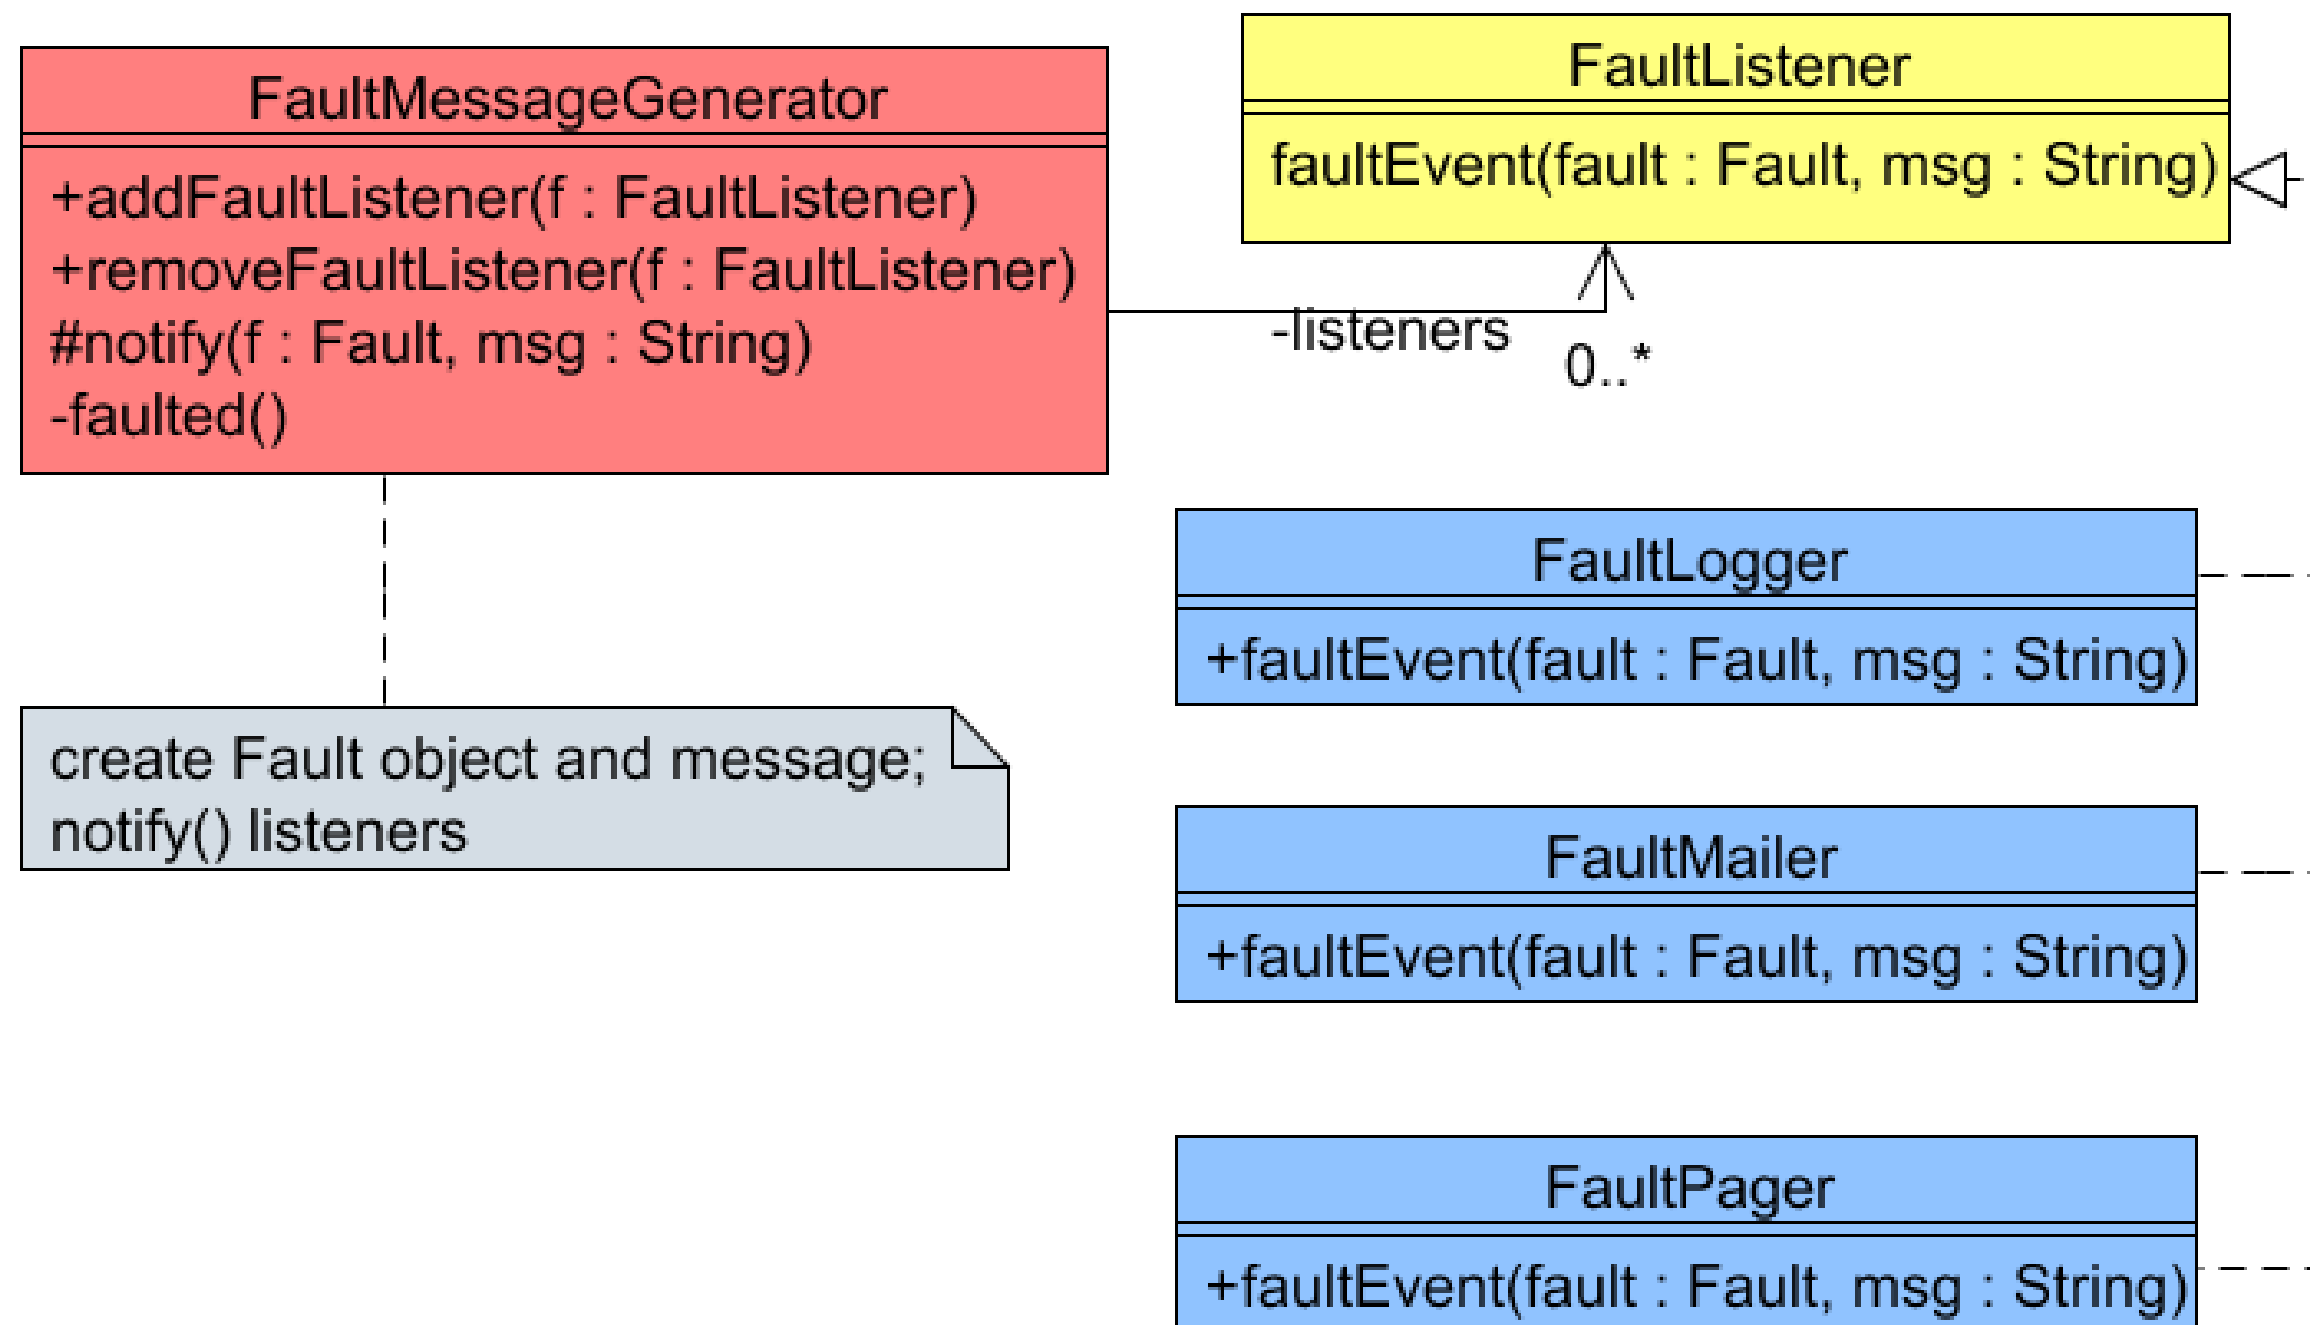 FaultMessageGenerator
+addFaultListener(f : FaultListener)
+removeFaultListener(f : FaultListener)
#notify(f : Fault, msg : String)
-faulted()
FaultListener
faultEvent(fault : Fault, msg : String)
-listeners
0..*
create Fault object and message;
notify() listeners
FaultLogger
+faultEvent(fault : Fault, msg : String)
FaultMailer
+faultEvent(fault : Fault, msg : String)
FaultPager
+faultEvent(fault : Fault, msg : String)